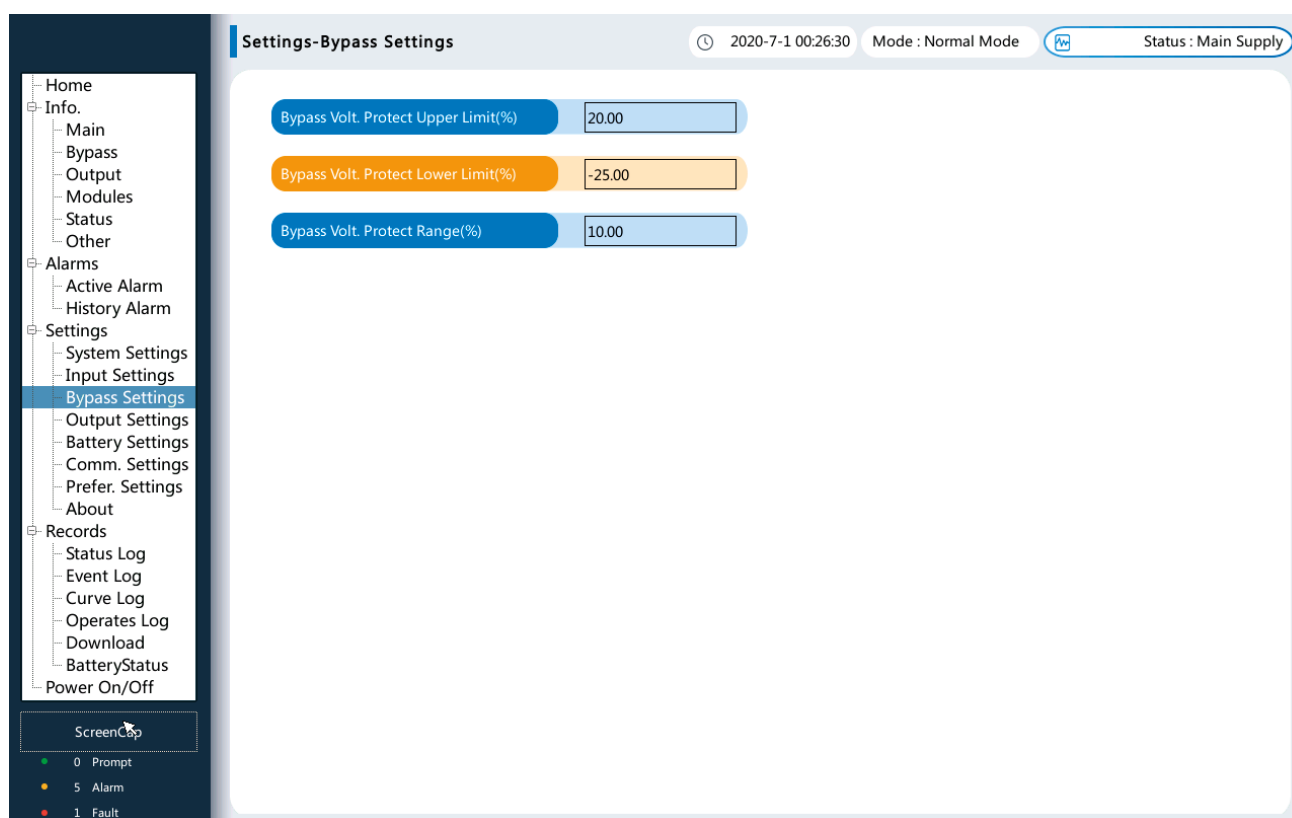 Settings-Bypass Settings
2020-7-1 00:26:30
Mode : Normal Mode
Status : Main Supply
Home
Info.
Main
Bypass
Output
Modules
Status
Other
Alarms
Active Alarm
History Alarm
Settings
System Settings
Input Settings
Bypass Settings
Output Settings
Battery Settings
Comm. Settings
Prefer. Settings
About
Records
Status Log
Event Log
Curve Log
Operates Log
Download
BatteryStatus
Power On/Off
ScreenCap
0 Prompt
5 Alarm
1 Fault
Bypass Volt. Protect Upper Limit(%) 20.00
Bypass Volt. Protect Lower Limit(%) -25.00
Bypass Volt. Protect Range(%) 10.00